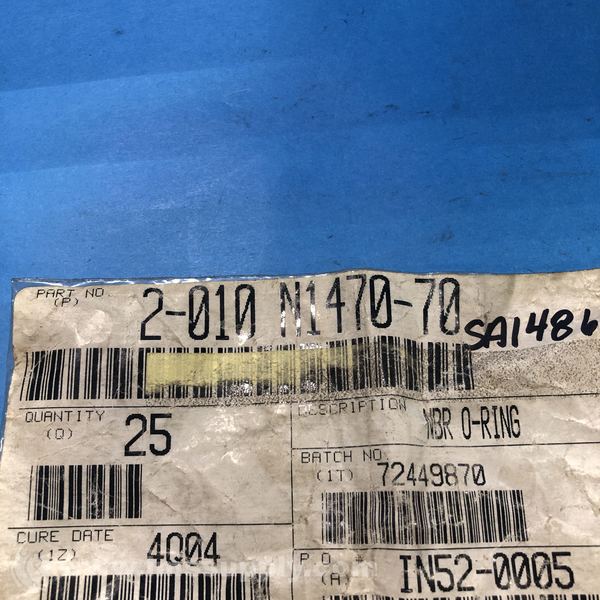 PART NO. 2-010 N1470-70 SA1486
(P)
QUANTITY 25
(Q)
DESCRIPTION NBR O-RING
BATCH NO.
(1T) 72449870
CURE DATE 4Q04
(1Z)
P O IN52-0005
(A)